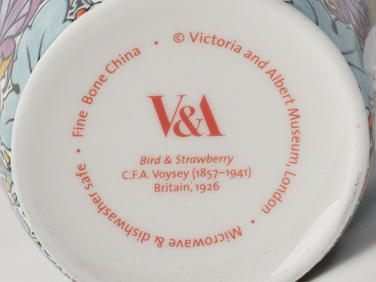 © Victoria and Albert Museum, London • Microwave & dishwasher safe • Fine Bone China •
V&A
Bird & Strawberry
C.F.A. Voysey (1857–1941)
Britain, 1926